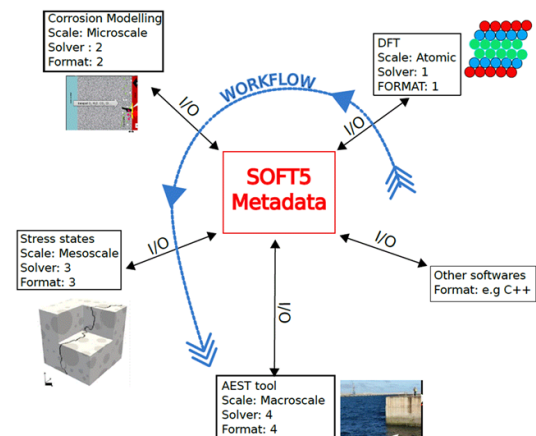 Corrosion Modelling
Scale: Microscale
Solver : 2
Format: 2
DFT
Scale: Atomic
Solver: 1
FORMAT: 1
WORKFLOW
I/O
I/O
SOFT5
Metadata
I/O
I/O
I/O
Stress states
Scale: Mesoscale
Solver: 3
Format: 3
Other softwares
Format: e.g C++
AEST tool
Scale: Macroscale
Solver: 4
Format: 4